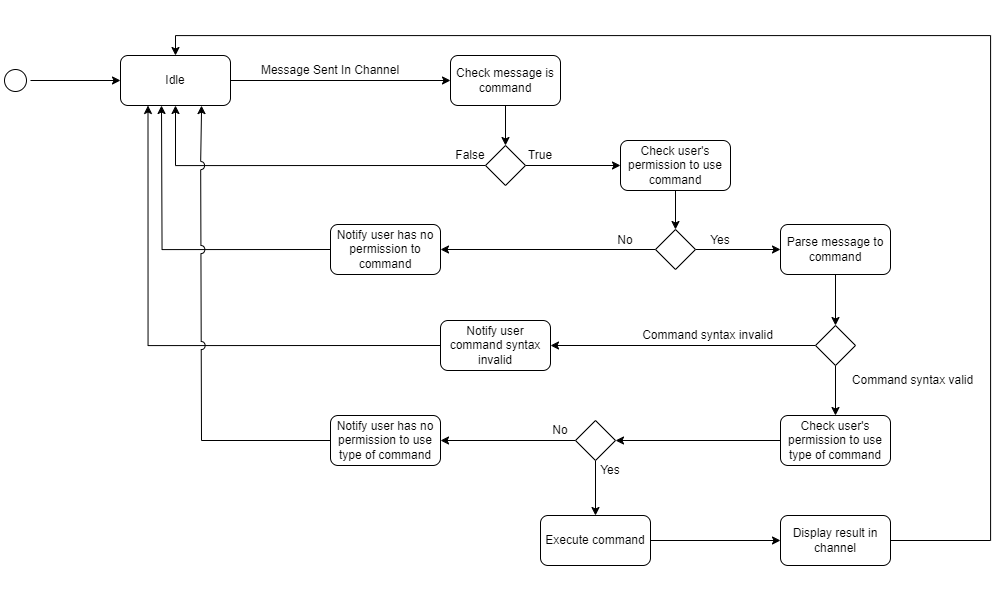 Idle
Message Sent In Channel
Check message is
command
False
True
Check user's
permission to use
command
Notify user has no
permission to
command
No
Yes
Parse message to
command
Notify user
command syntax
invalid
Command syntax invalid
Command syntax valid
Notify user has no
permission to use
type of command
No
Yes
Check user's
permission to use
type of command
Execute command
Display result in
channel